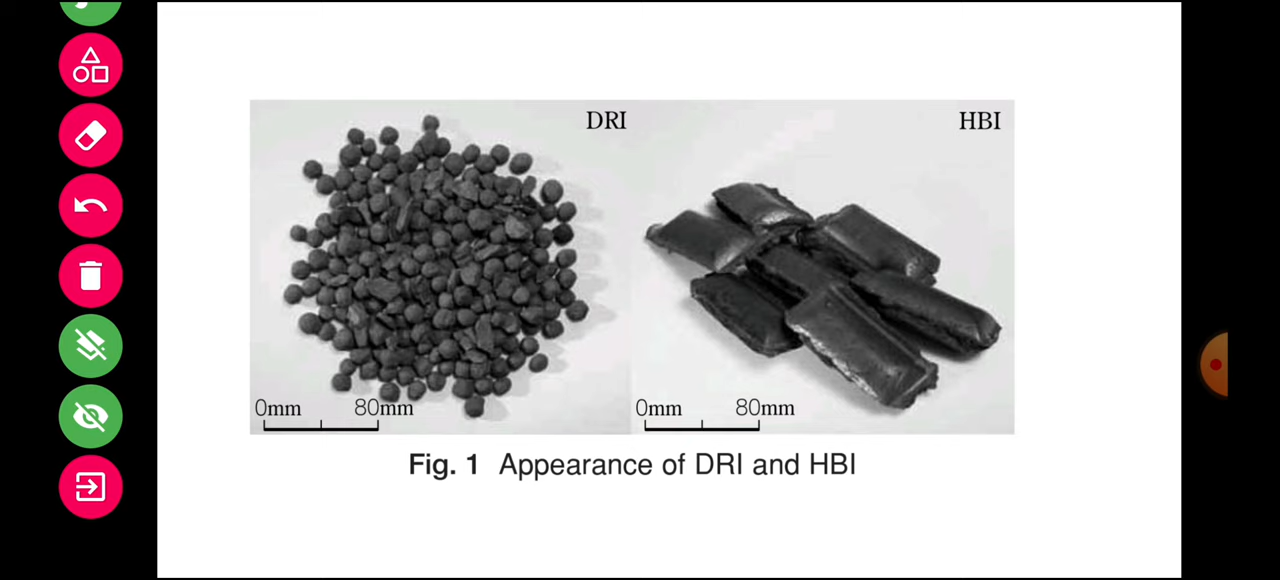 DRI
HBI
0mm 80mm
0mm 80mm
Fig. 1 Appearance of DRI and HBI